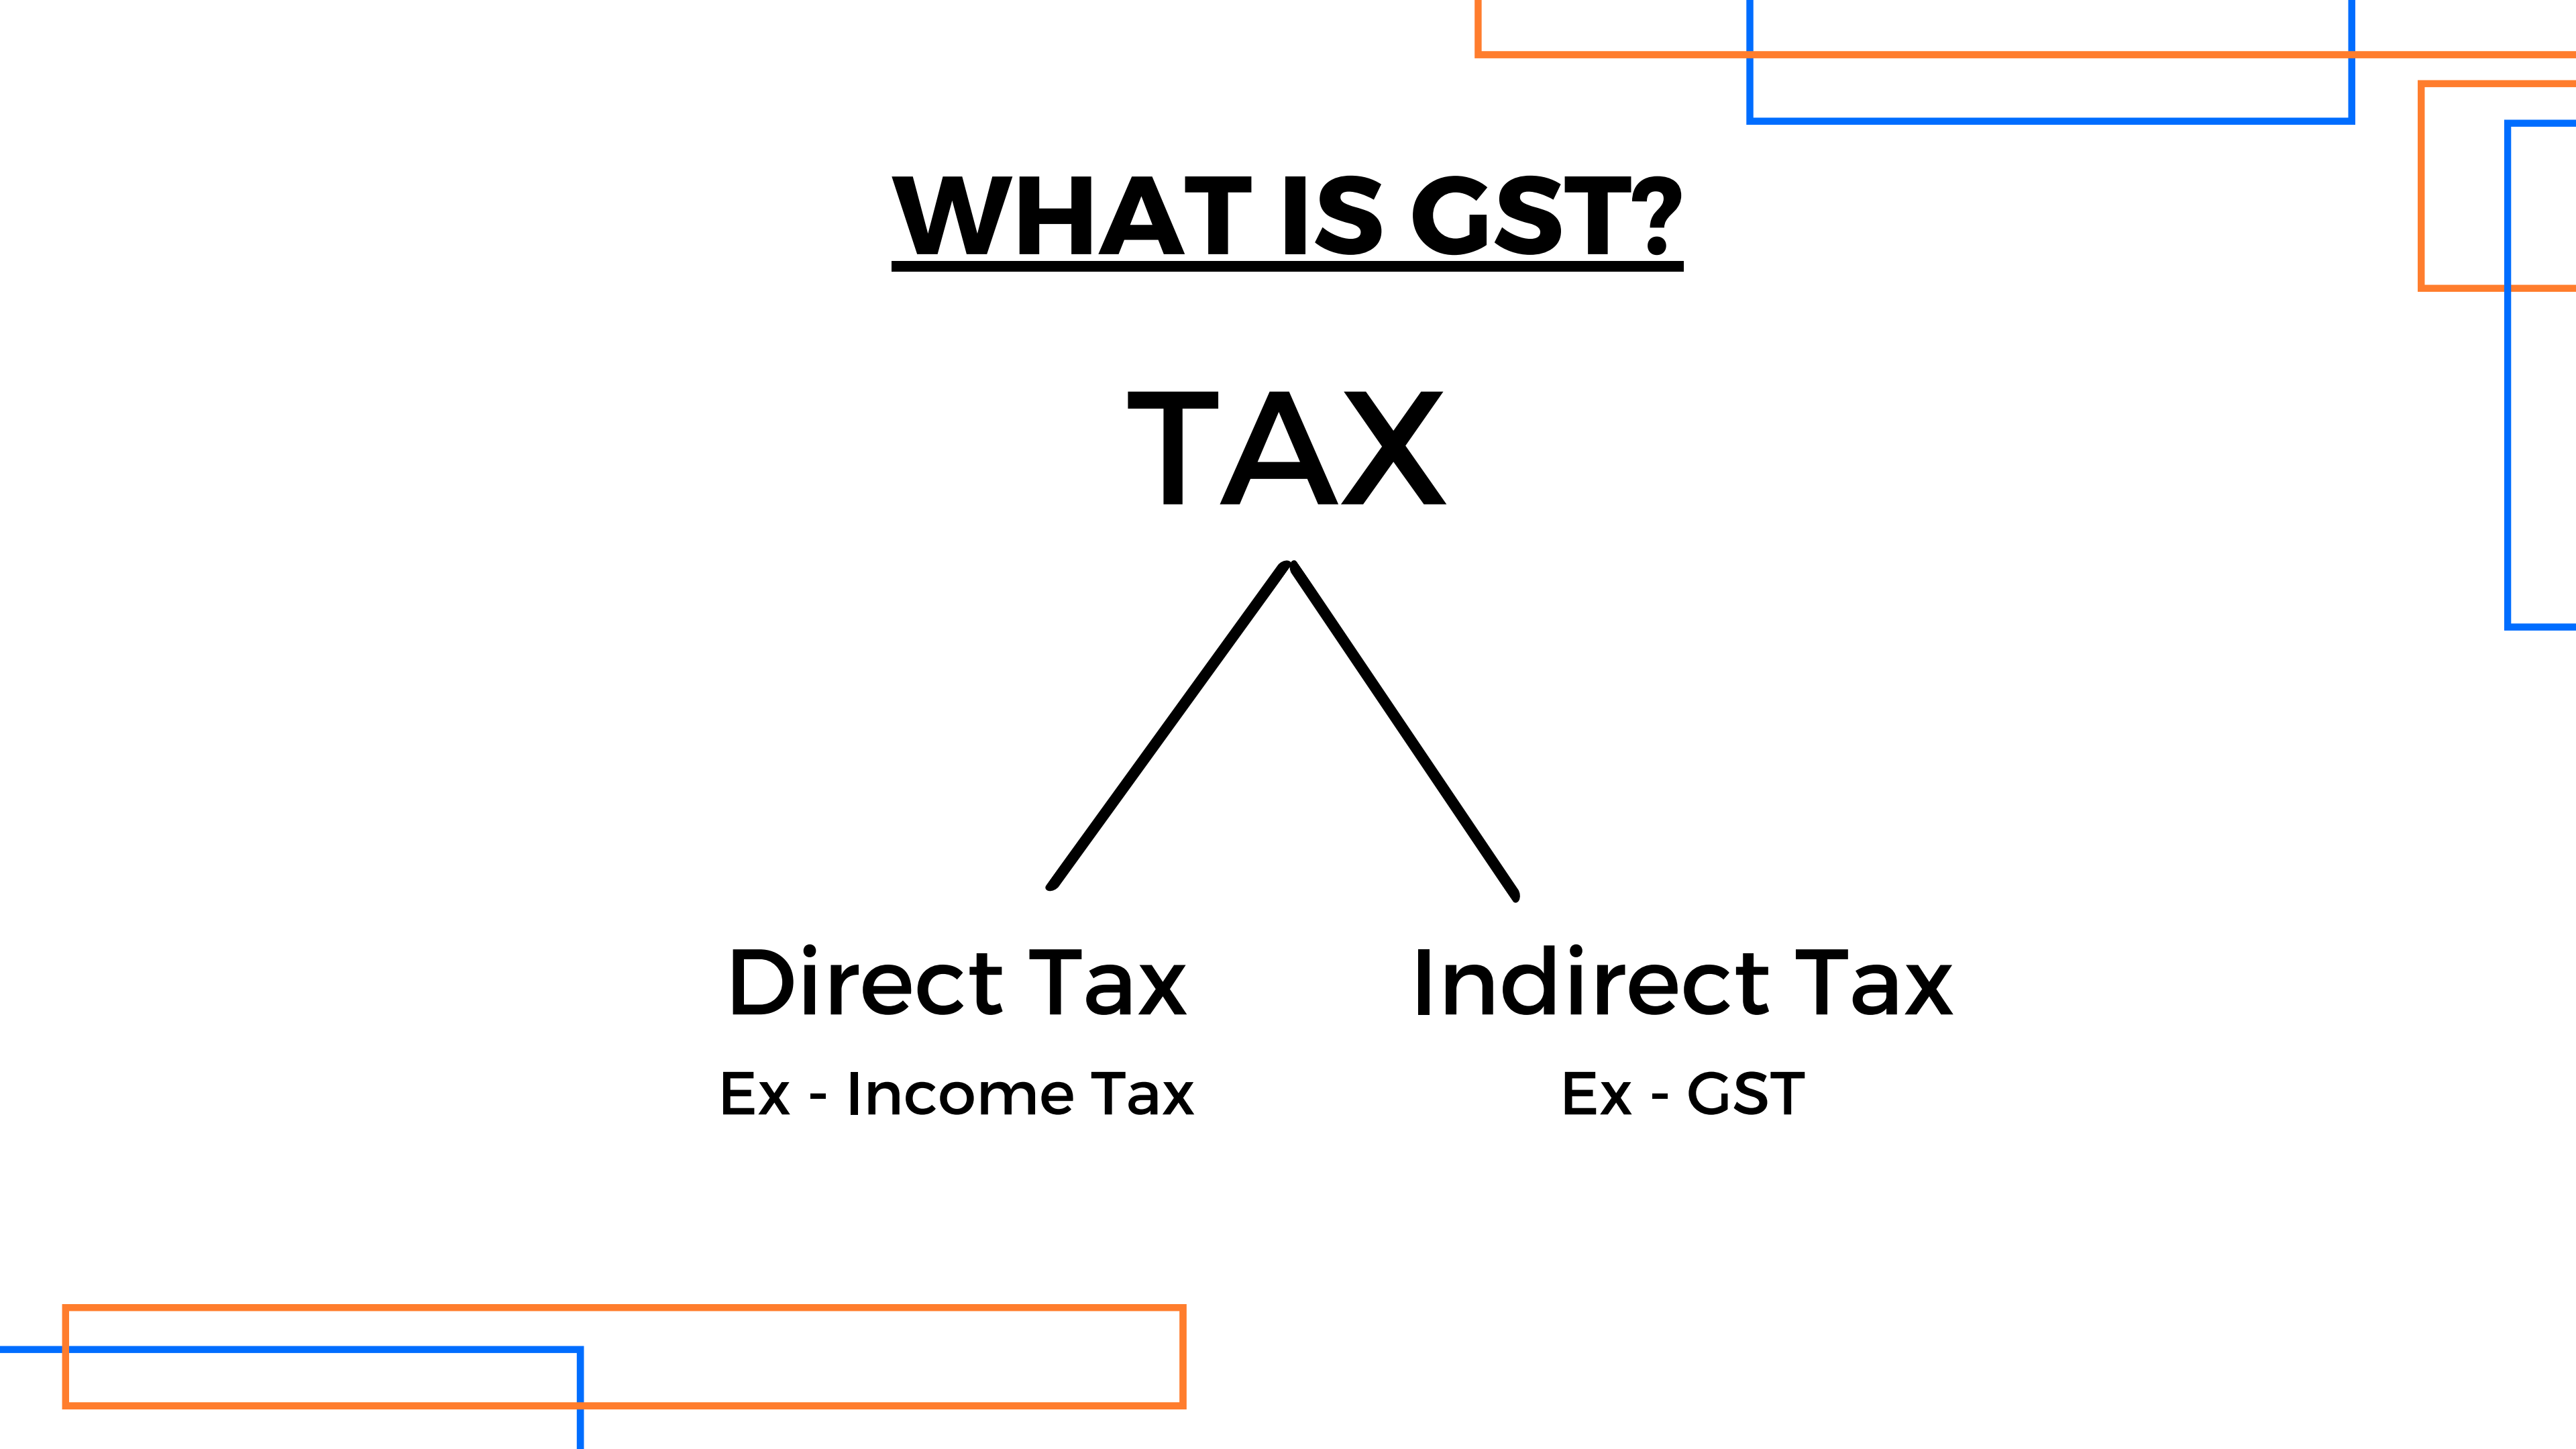 WHAT IS GST?
TAX
Direct Tax
Ex - Income Tax
Indirect Tax
Ex - GST